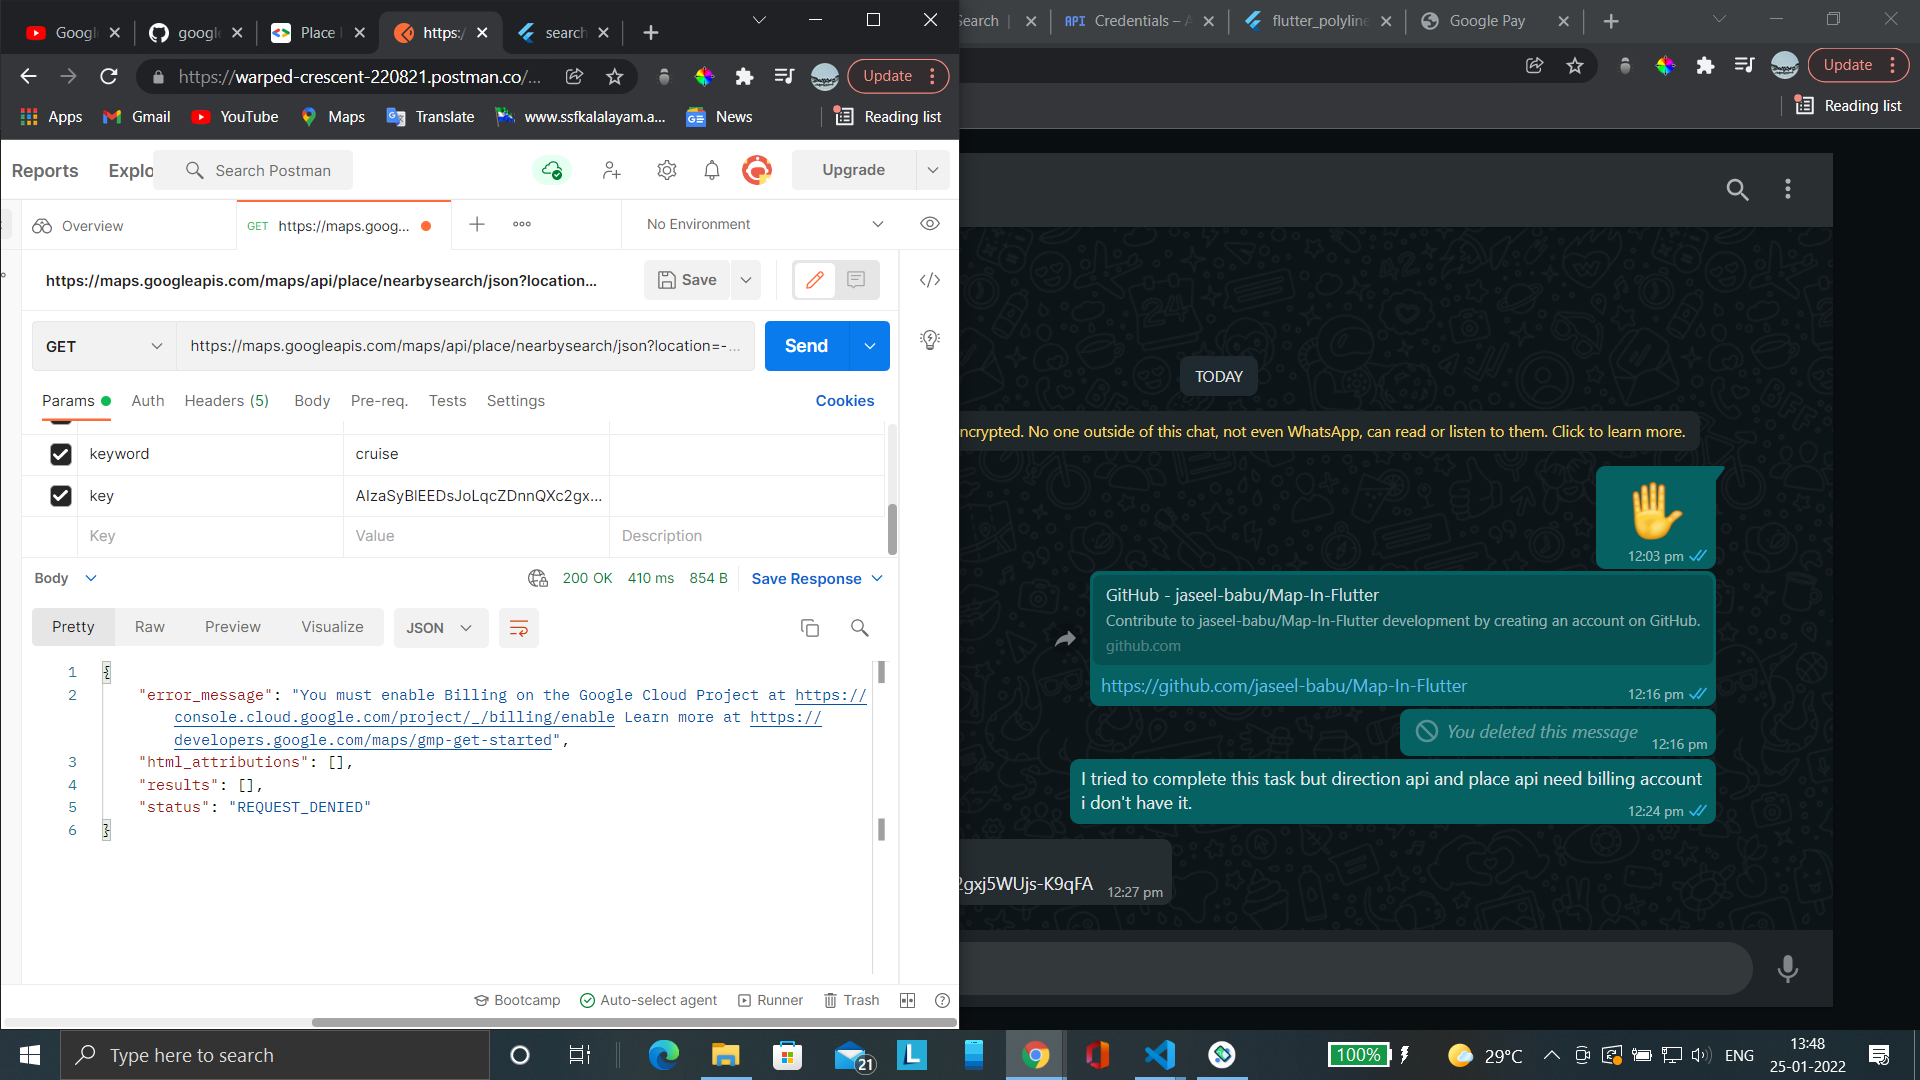 Googl
googl
Place
https:/
search
https://warped-crescent-220821.postman.co/...
Update
Apps
Gmail
YouTube
Maps
Translate
www.ssfkalalayam.a...
News
Reading list
Reports
Explo
Search Postman
Upgrade
Overview
GET https://maps.goog...
No Environment
https://maps.googleapis.com/maps/api/place/nearbysearch/json?location...
Save
GET
https://maps.googleapis.com/maps/api/place/nearbysearch/json?location=-...
Send
Params
Auth
Headers (5)
Body
Pre-req.
Tests
Settings
Cookies
keyword
cruise
key
Key
Value
Description
Body
200 OK
410 ms
854 B
Save Response
Pretty
Raw
Preview
Visualize
JSON
1 {
2 "error_message": "You must enable Billing on the Google Cloud Project at https://
console.cloud.google.com/project/_/billing/enable Learn more at https://
developers.google.com/maps/gmp-get-started",
3 "html_attributions": [],
4 "results": [],
5 "status": "REQUEST_DENIED"
6 }
Bootcamp
Auto-select agent
Runner
Trash
Search
API Credentials – A
flutter_polyline
Google Pay
Update
Reading list
TODAY
ncrypted. No one outside of this chat, not even WhatsApp, can read or listen to them. Click to learn more.
12:03 pm
GitHub - jaseel-babu/Map-In-Flutter
Contribute to jaseel-babu/Map-In-Flutter development by creating an account on GitHub.
github.com
https://github.com/jaseel-babu/Map-In-Flutter
12:16 pm
You deleted this message
12:16 pm
I tried to complete this task but direction api and place api need billing account
i don't have it.
12:24 pm
2gxj5WUjs-K9qFA
12:27 pm
Type here to search
21
L
100%
29°C
ENG
13:48
25-01-2022